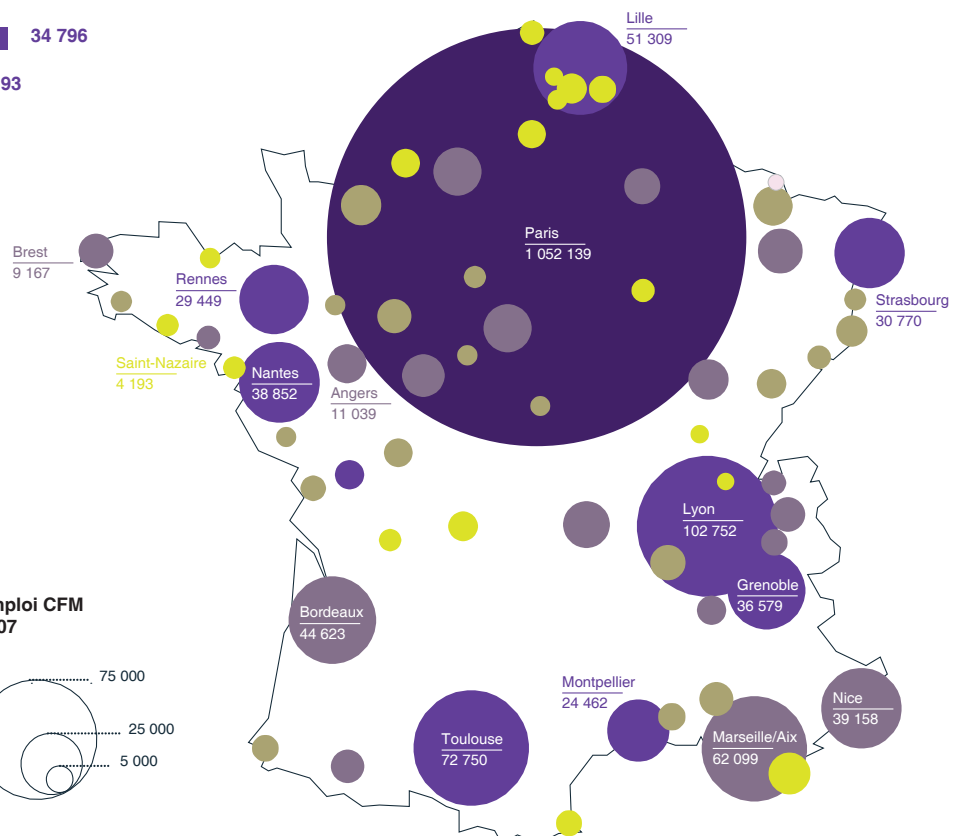 34 796
93
Lille
51 309
Paris
1 052 139
Brest
9 167
Rennes
29 449
Strasbourg
30 770
Saint-Nazaire
4 193
Nantes
38 852
Angers
11 039
Lyon
102 752
Grenoble
36 579
mploi CFM
07
Bordeaux
44 623
75 000
25 000
5 000
Montpellier
24 462
Nice
39 158
Toulouse
72 750
Marseille/Aix
62 099